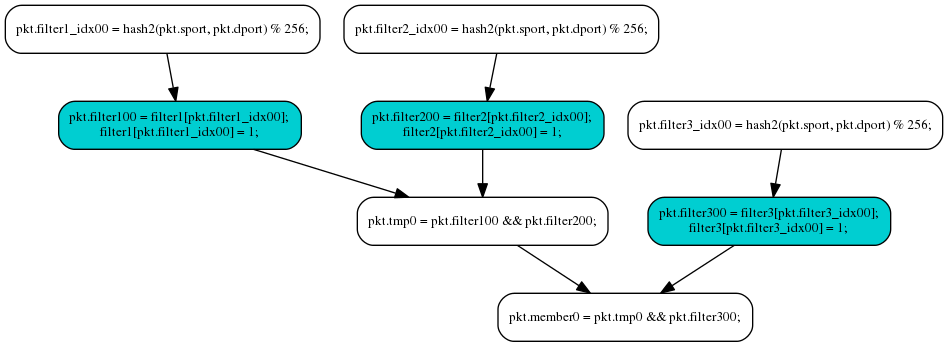 pkt.filter1_idx00 = hash2(pkt.sport, pkt.dport) % 256;
pkt.filter2_idx00 = hash2(pkt.sport, pkt.dport) % 256;
pkt.filter100 = filter1[pkt.filter1_idx00];
filter1[pkt.filter1_idx00] = 1;
pkt.filter200 = filter2[pkt.filter2_idx00];
filter2[pkt.filter2_idx00] = 1;
pkt.filter3_idx00 = hash2(pkt.sport, pkt.dport) % 256;
pkt.tmp0 = pkt.filter100 && pkt.filter200;
pkt.filter300 = filter3[pkt.filter3_idx00];
filter3[pkt.filter3_idx00] = 1;
pkt.member0 = pkt.tmp0 && pkt.filter300;